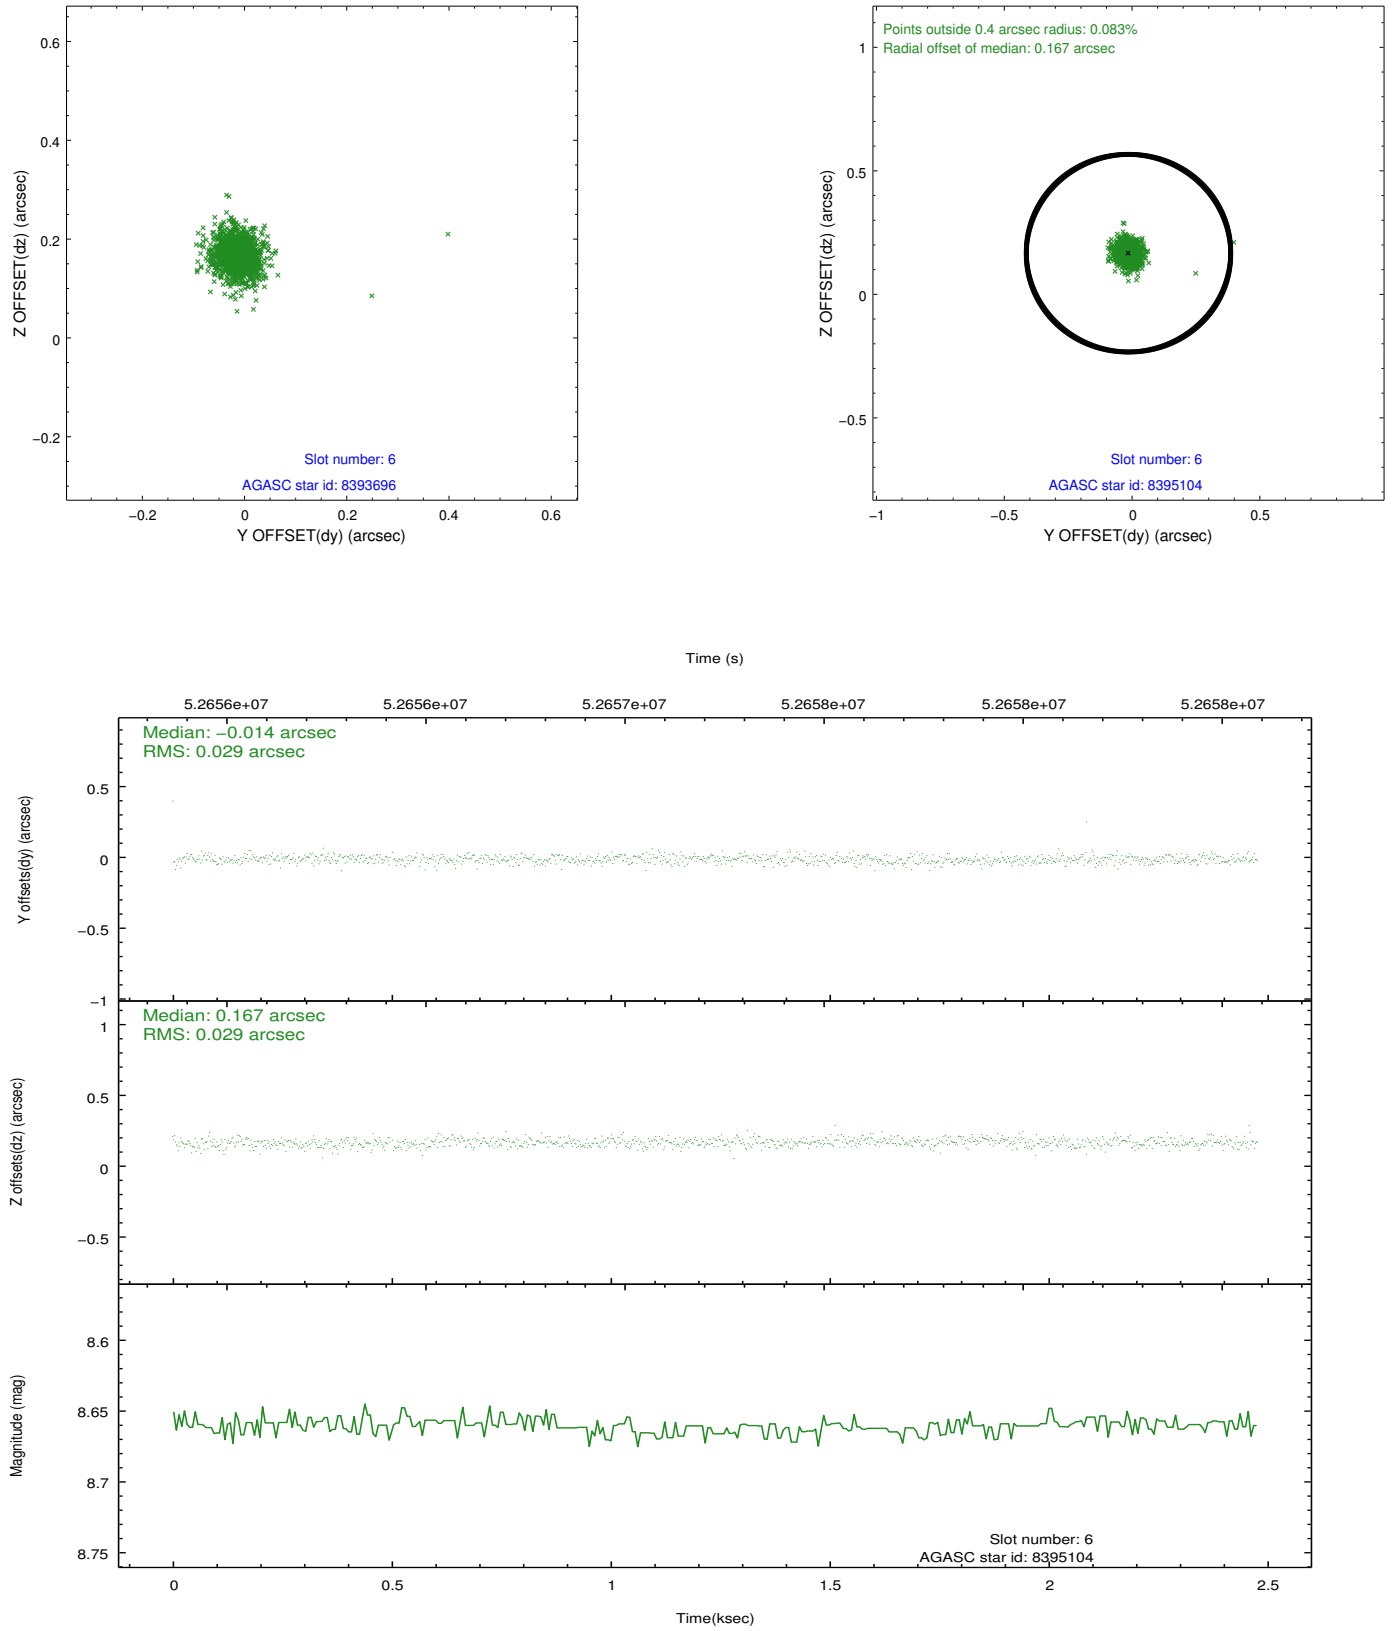 0.6
0.4
0.2
0
−0.2
Z OFFSET(dz) (arcsec)
Slot number: 6
AGASC star id: 8393696
−0.2 0 0.2 0.4 0.6
Y OFFSET(dy) (arcsec)
Points outside 0.4 arcsec radius: 0.083%
Radial offset of median: 0.167 arcsec
1
0.5
0
−0.5
Z OFFSET(dz) (arcsec)
Slot number: 6
AGASC star id: 8395104
−1 −0.5 0 0.5
Y OFFSET(dy) (arcsec)
Time (s)
5.2656e+07 5.2656e+07 5.2657e+07 5.2658e+07 5.2658e+07 5.2658e+07
Median: −0.014 arcsec
RMS: 0.029 arcsec
0.5
0
−0.5
−1
Y offsets(dy) (arcsec)
Median: 0.167 arcsec
RMS: 0.029 arcsec
1
0.5
0
−0.5
Z offsets(dz) (arcsec)
8.6
8.65
8.7
8.75
Magnitude (mag)
Slot number: 6
AGASC star id: 8395104
0 0.5 1 1.5 2 2.5
Time(ksec)